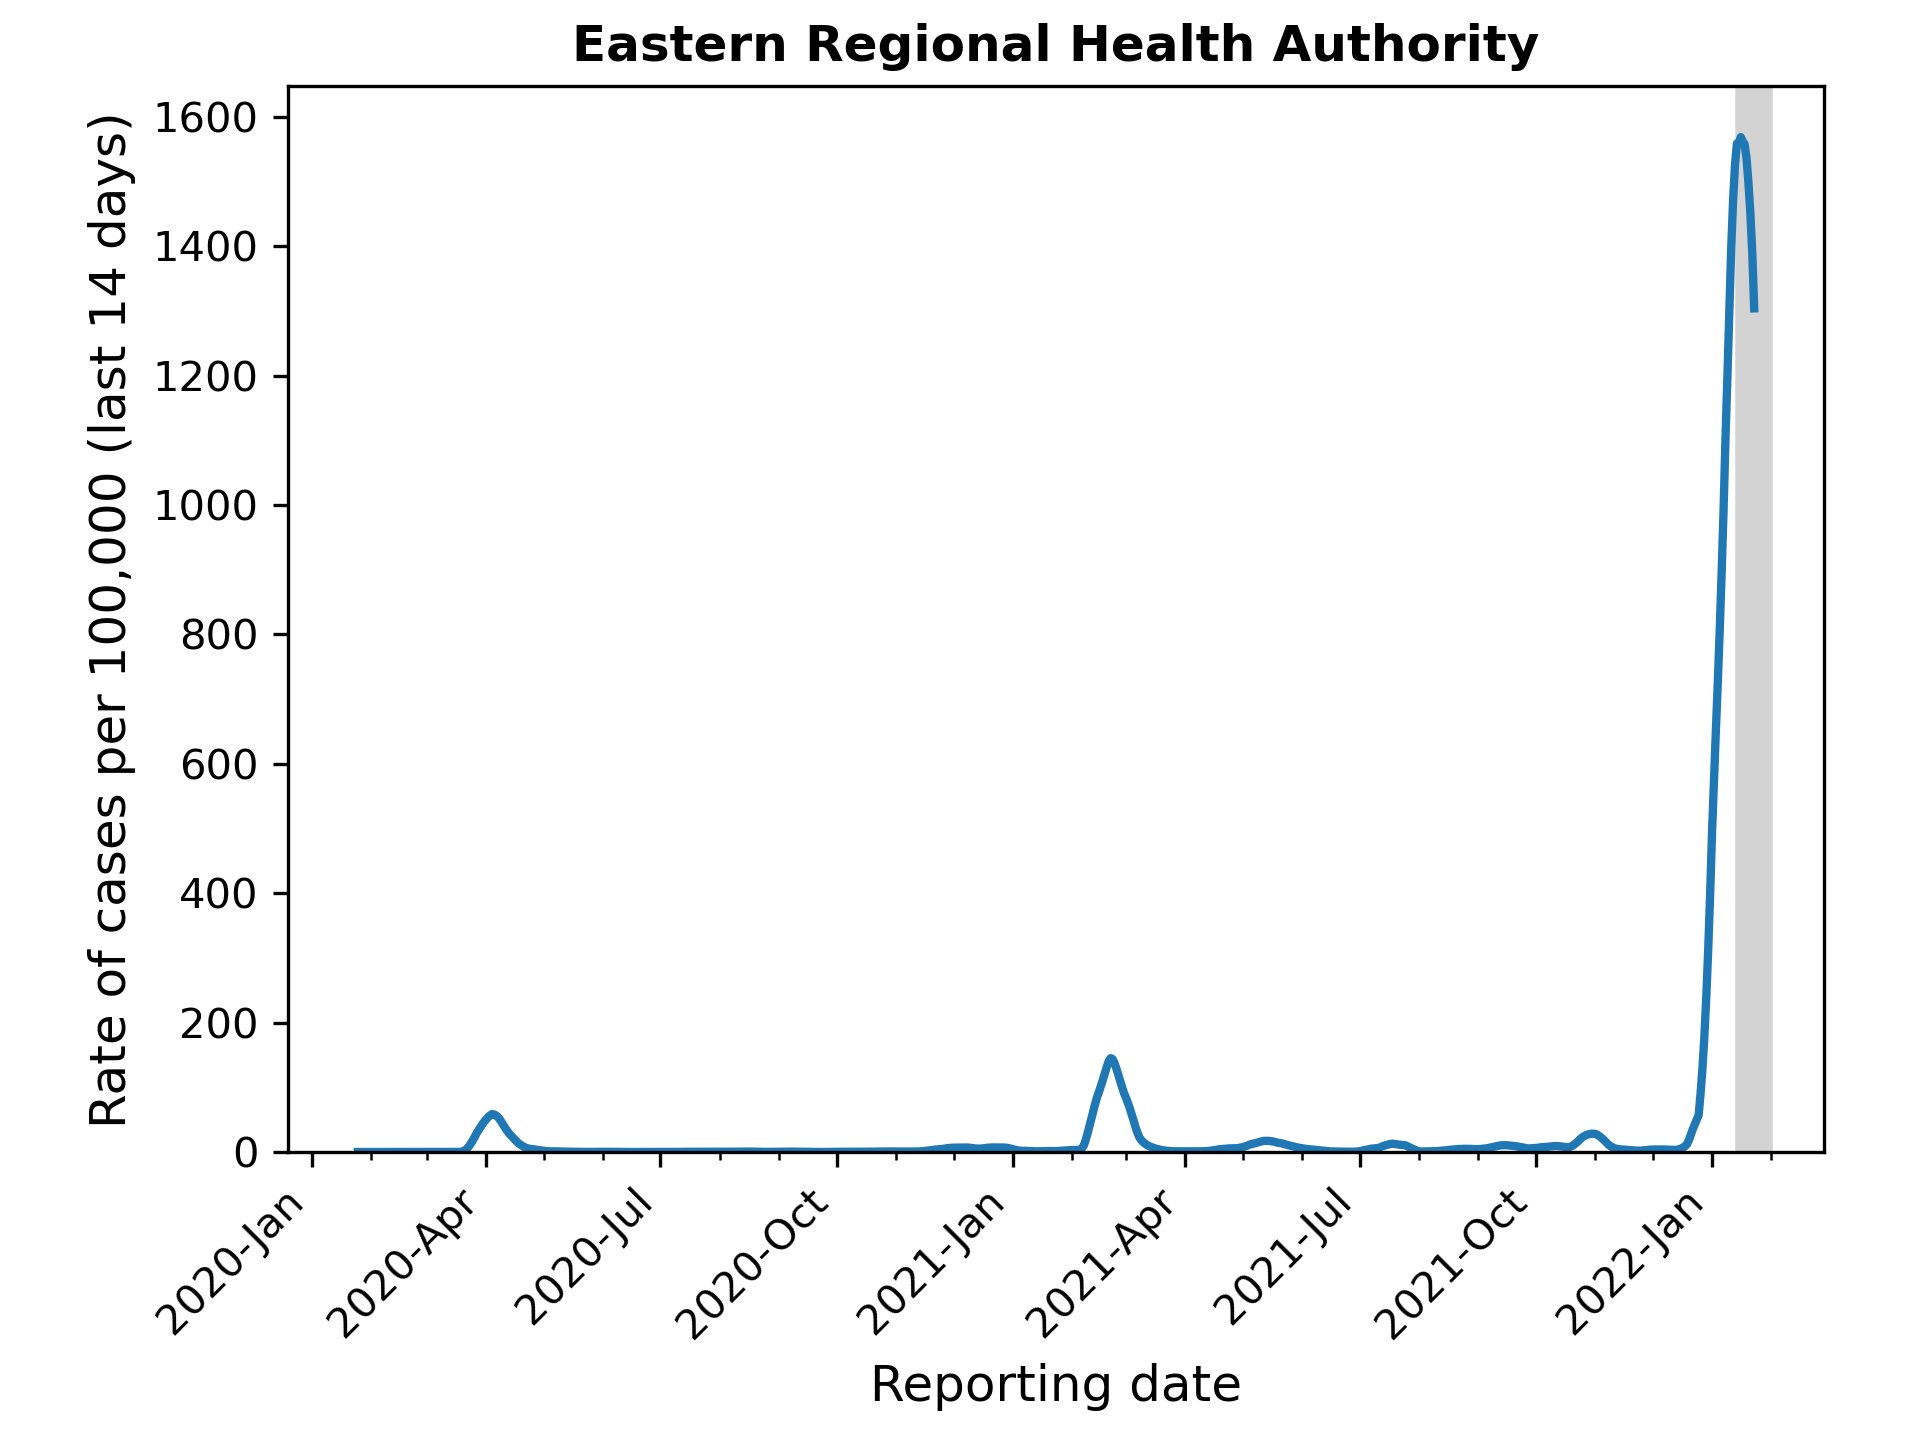 Eastern Regional Health Authority
Rate of cases per 100,000 (last 14 days)
1600
1400
1200
1000
800
600
400
200
0
2020-Jan
2020-Apr
2020-Jul
2020-Oct
2021-Jan
2021-Apr
2021-Jul
2021-Oct
2022-Jan
Reporting date